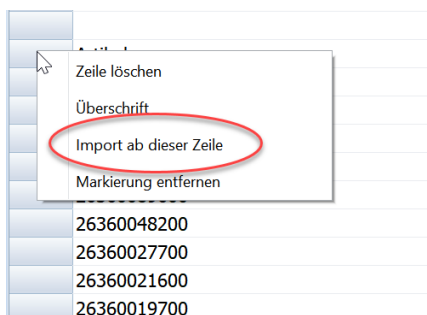 Zeile löschen
Überschrift
Import ab dieser Zeile
Markierung entfernen
26360048200
26360027700
26360021600
26360019700